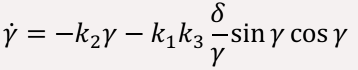 γ̇ = −k₂γ − k₁k₃ δ/γ sin γ cos γ